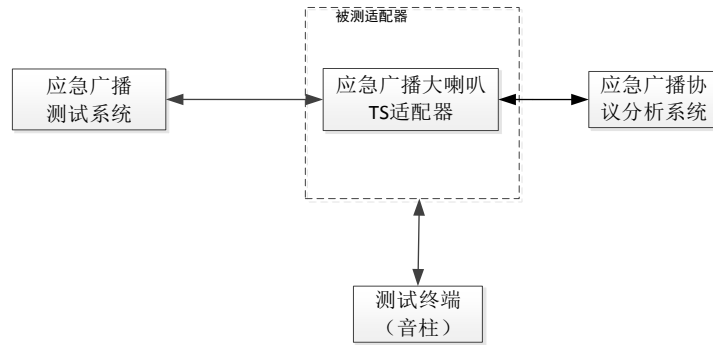 被测适配器
应急广播
测试系统
应急广播大喇叭
TS适配器
应急广播协
议分析系统
测试终端
（音柱）